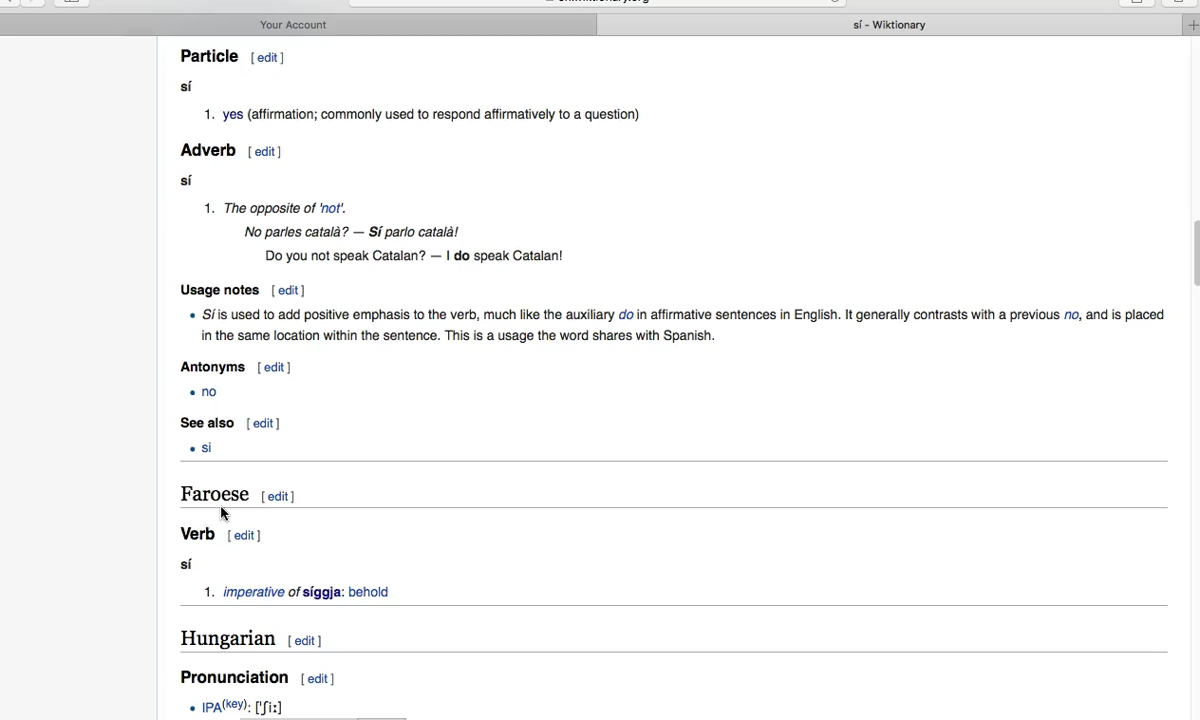 Your Account
sí - Wiktionary
Particle [ edit ]
sí
1. yes (affirmation; commonly used to respond affirmatively to a question)
Adverb [ edit ]
sí
1. The opposite of 'not'.
No parles català? — Sí parlo català!
Do you not speak Catalan? — I do speak Catalan!
Usage notes [ edit ]
• Sí is used to add positive emphasis to the verb, much like the auxiliary do in affirmative sentences in English. It generally contrasts with a previous no, and is placed
in the same location within the sentence. This is a usage the word shares with Spanish.
Antonyms [ edit ]
• no
See also [ edit ]
• si
Faroese [ edit ]
Verb [ edit ]
sí
1. imperative of síggja: behold
Hungarian [ edit ]
Pronunciation [ edit ]
• IPA(key): [ˈʃiː]